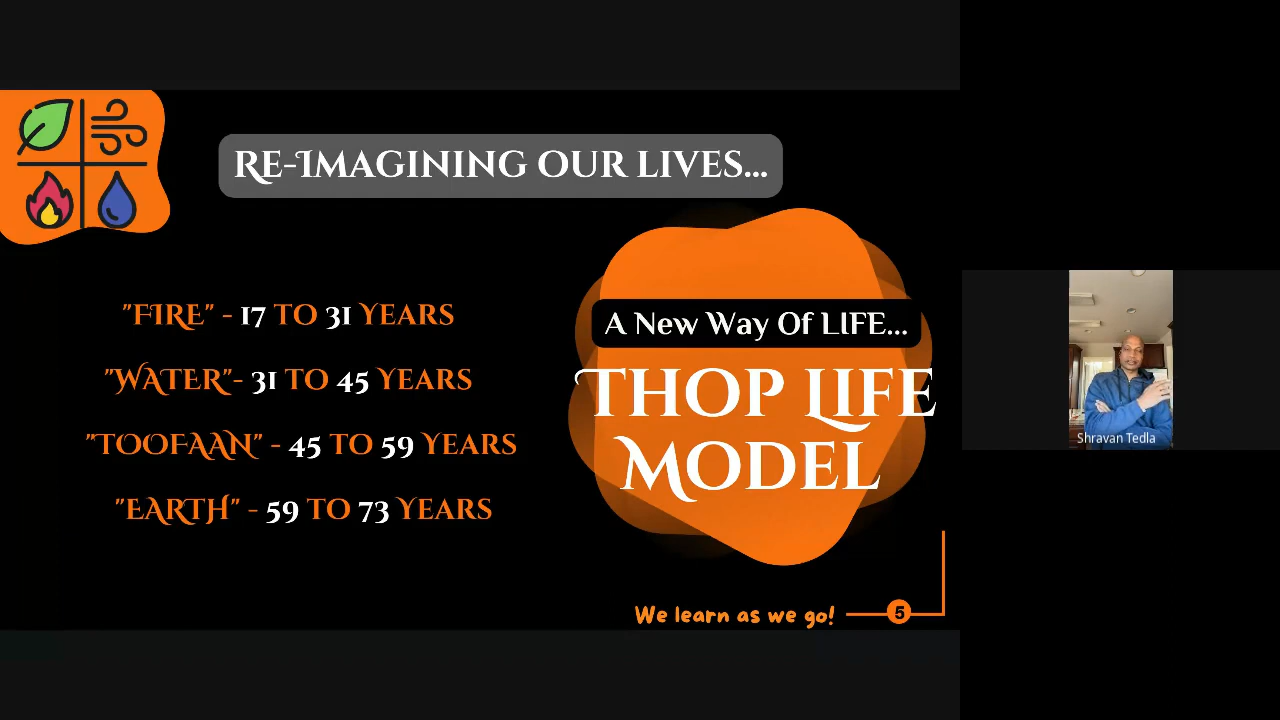 RE-IMAGINING OUR LIVES...
"FIRE" - 17 TO 31 YEARS
"WATER"- 31 TO 45 YEARS
"TOOFAAN" - 45 TO 59 YEARS
"EARTH" - 59 TO 73 YEARS
A New Way Of LIFE...
THOP LIFE
MODEL
We learn as we go!
5
Shravan Tedla